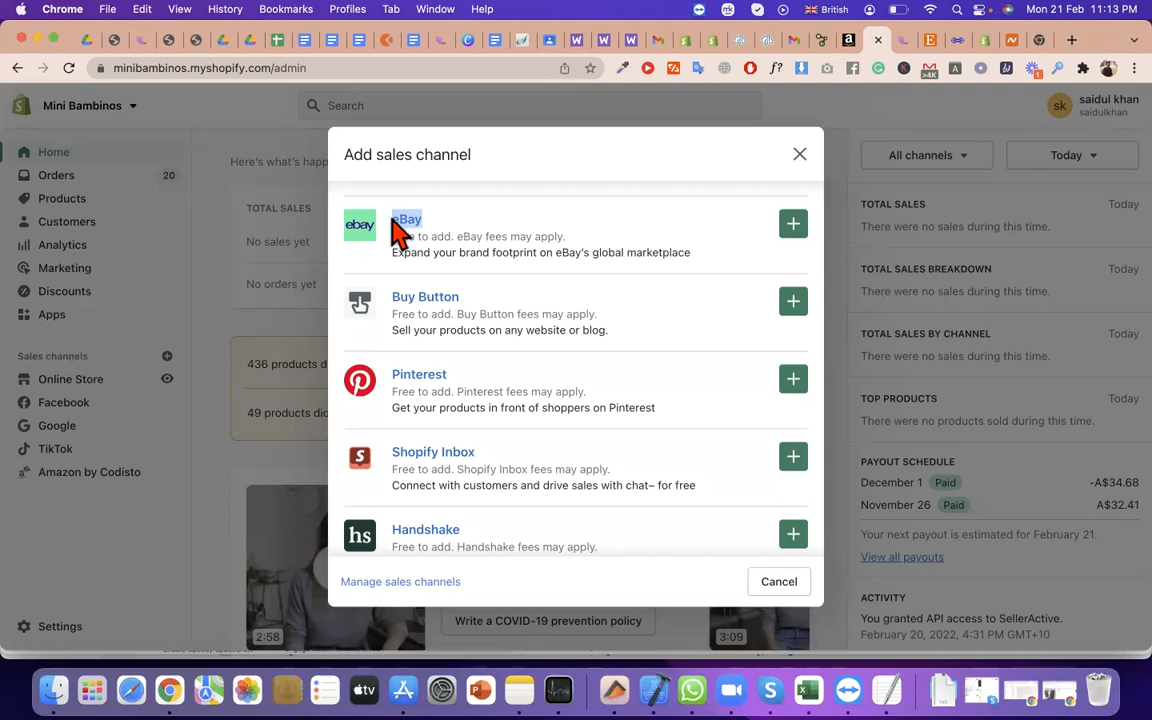 Chrome File Edit View History Bookmarks Profiles Tab Window Help
British Mon 21 Feb 11:13 PM
minibambinos.myshopify.com/admin
Mini Bambinos
Search
sk
saidul khan
saidulkhan
Home
Orders 20
Products
Customers
Analytics
Marketing
Discounts
Apps
Sales channels
Online Store
Facebook
Google
TikTok
Amazon by Codisto
Settings
Here's what's happ
TOTAL SALES
No sales yet
No orders yet
436 products d
49 products did
2:58
Write a COVID-19 prevention policy
3:09
Add sales channel
ebay
eBay
to add. eBay fees may apply.
Expand your brand footprint on eBay's global marketplace
Buy Button
Free to add. Buy Button fees may apply.
Sell your products on any website or blog.
Pinterest
Free to add. Pinterest fees may apply.
Get your products in front of shoppers on Pinterest
Shopify Inbox
Free to add. Shopify Inbox fees may apply.
Connect with customers and drive sales with chat– for free
hs
Handshake
Free to add. Handshake fees may apply.
Manage sales channels
Cancel
All channels
Today
TOTAL SALES Today
There were no sales during this time.
TOTAL SALES BREAKDOWN Today
There were no sales during this time.
TOTAL SALES BY CHANNEL Today
There were no sales during this time.
TOP PRODUCTS Today
There were no products sold during this time.
PAYOUT SCHEDULE
December 1 Paid -A$34.68
November 26 Paid A$32.41
Your next payout is estimated for February 21.
View all payouts
ACTIVITY
You granted API access to SellerActive.
February 20, 2022, 4:31 PM GMT+10